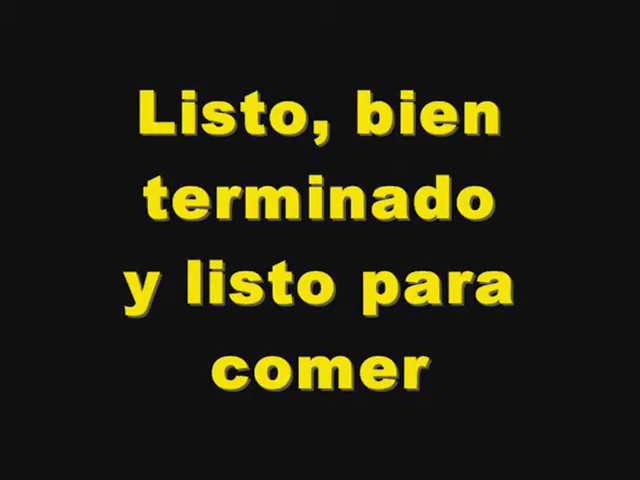 Listo, bien
terminado
y listo para
comer